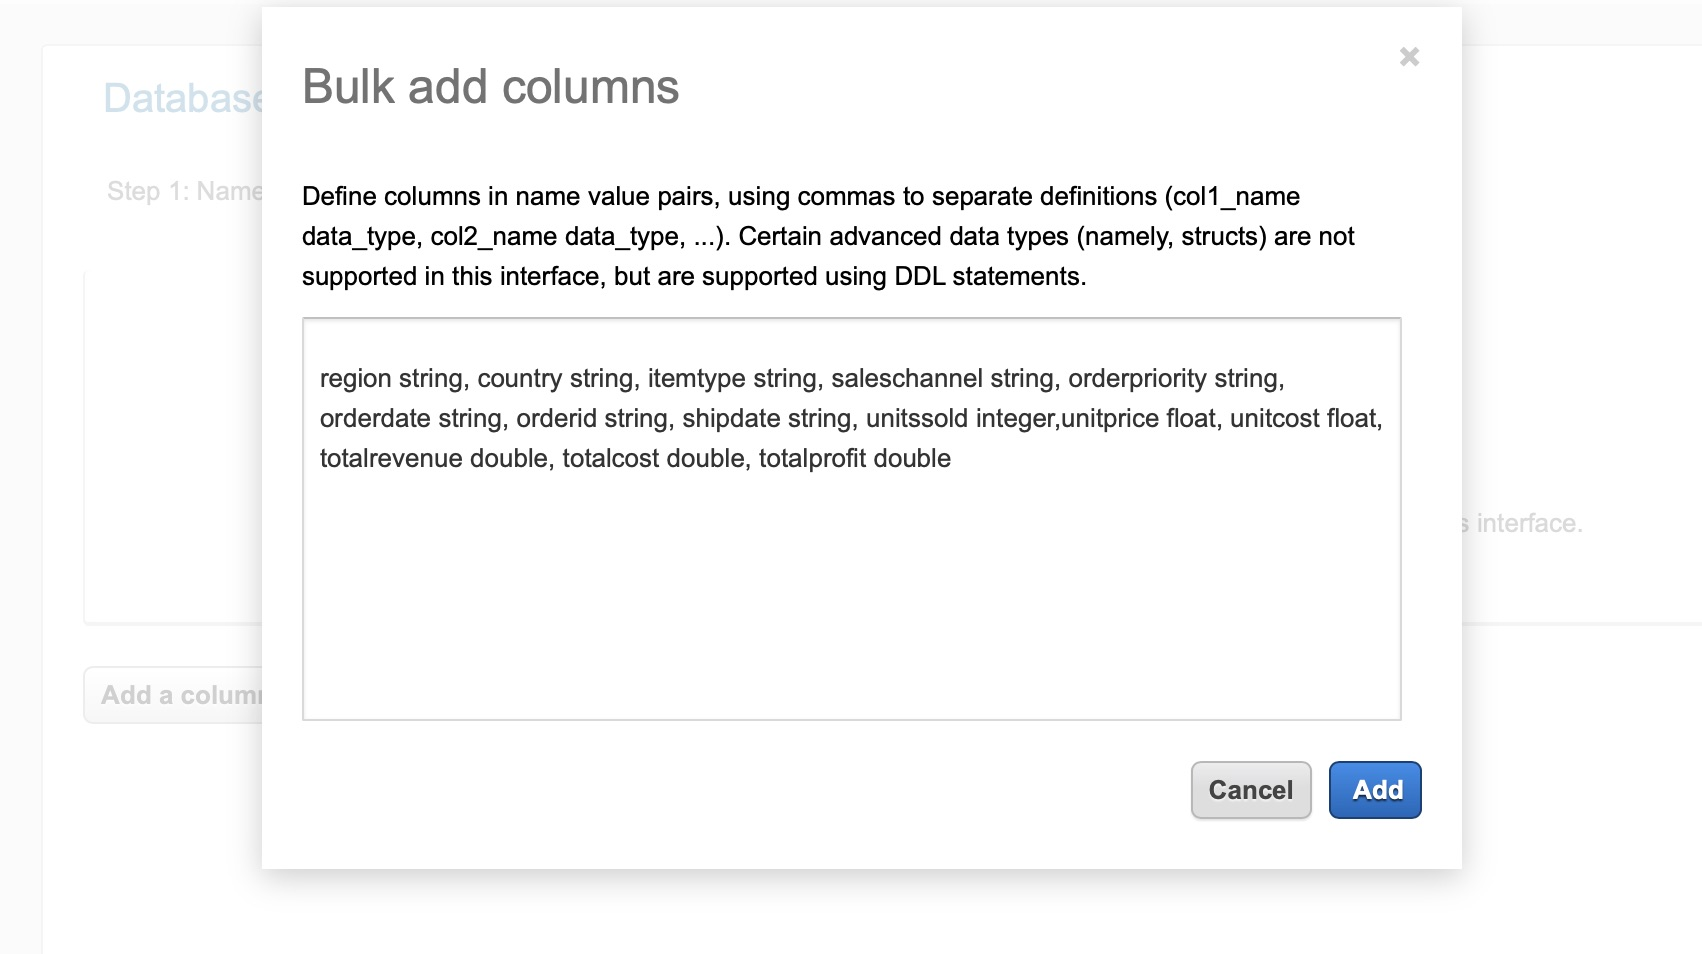 Bulk add columns
Database
Step 1: Name
Define columns in name value pairs, using commas to separate definitions (col1_name
data_type, col2_name data_type, ...). Certain advanced data types (namely, structs) are not
supported in this interface, but are supported using DDL statements.
region string, country string, itemtype string, saleschannel string, orderpriority string,
orderdate string, orderid string, shipdate string, unitssold integer,unitprice float, unitcost float,
totalrevenue double, totalcost double, totalprofit double
s interface.
Add a column
Cancel
Add